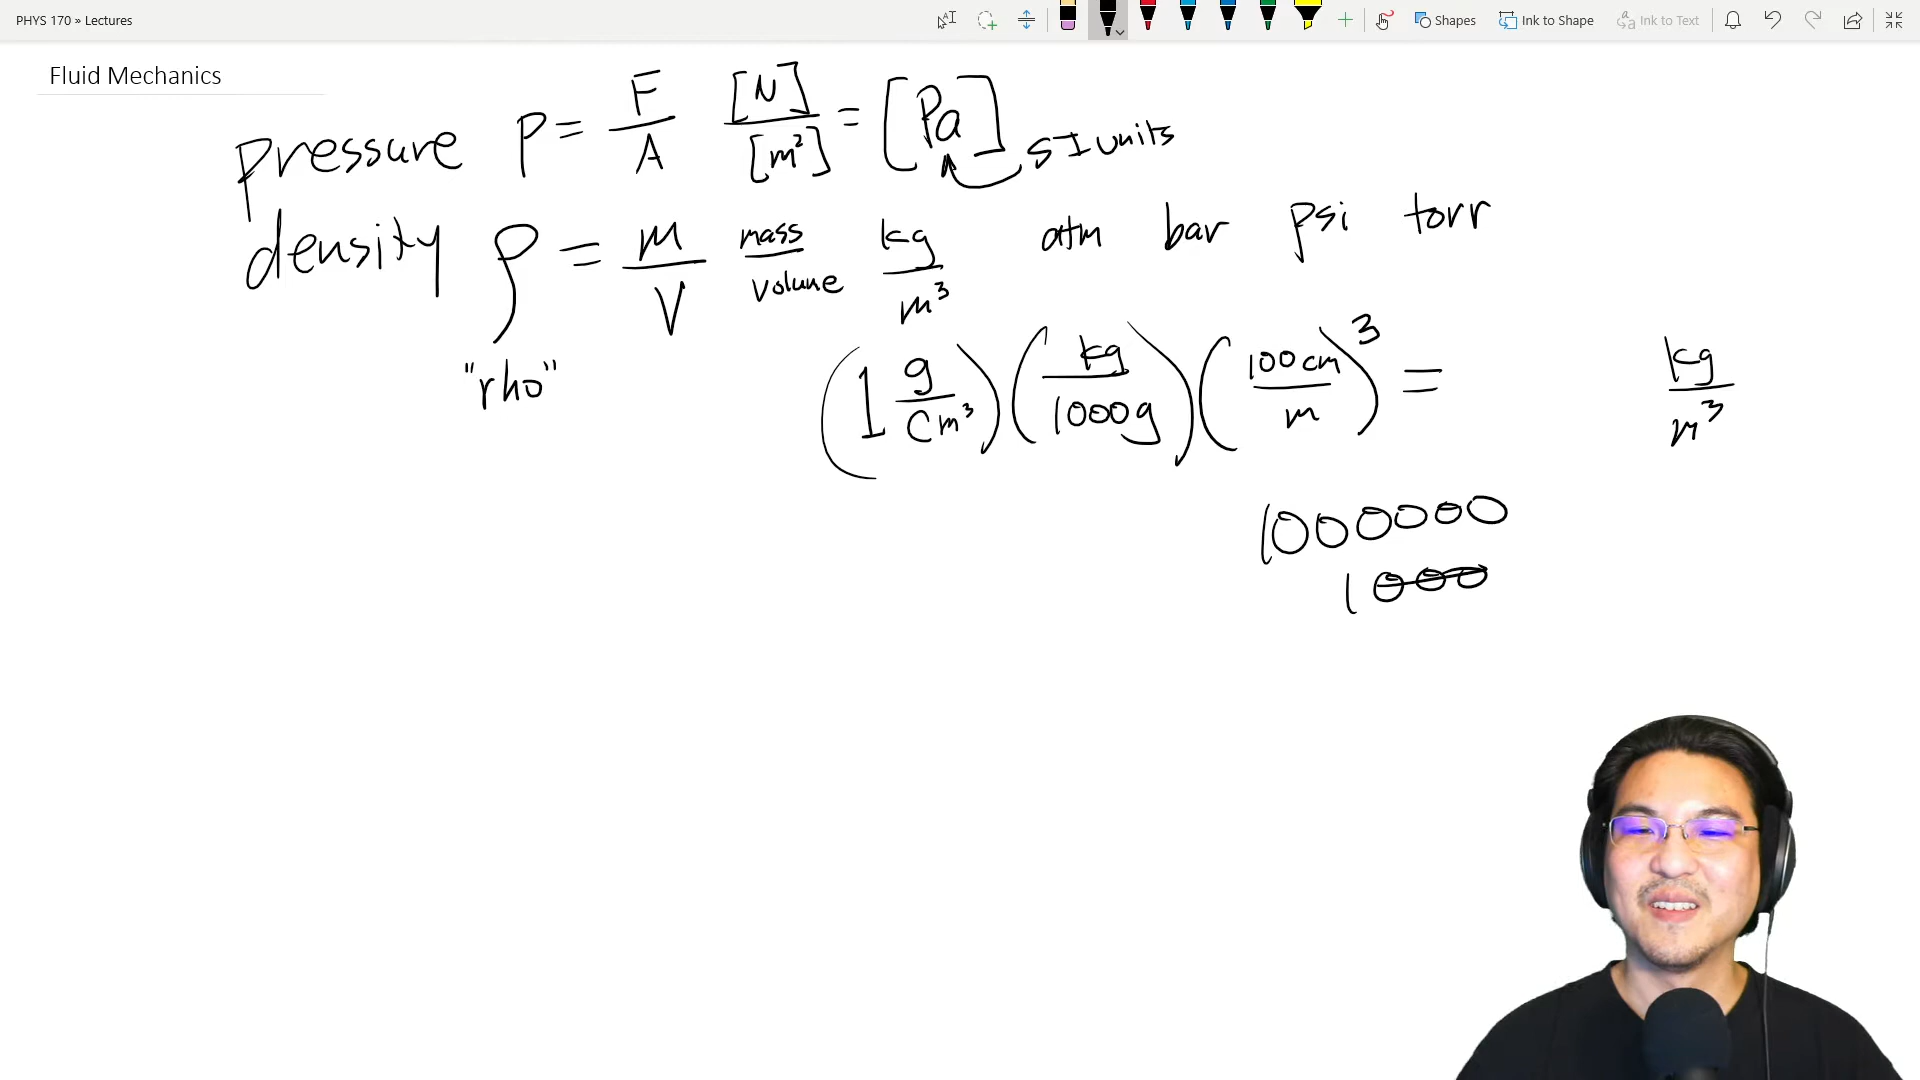 PHYS 170 » Lectures
Shapes
Ink to Shape
Ink to Text
Fluid Mechanics
pressure P = F/A [N]/[m²] = [Pa] SI units
density ρ = m/V mass/volume kg/m³ atm bar psi torr
"rho"
(1 g/cm³)(kg/1000g)(100cm/m)³ = kg/m³
1000000
1000